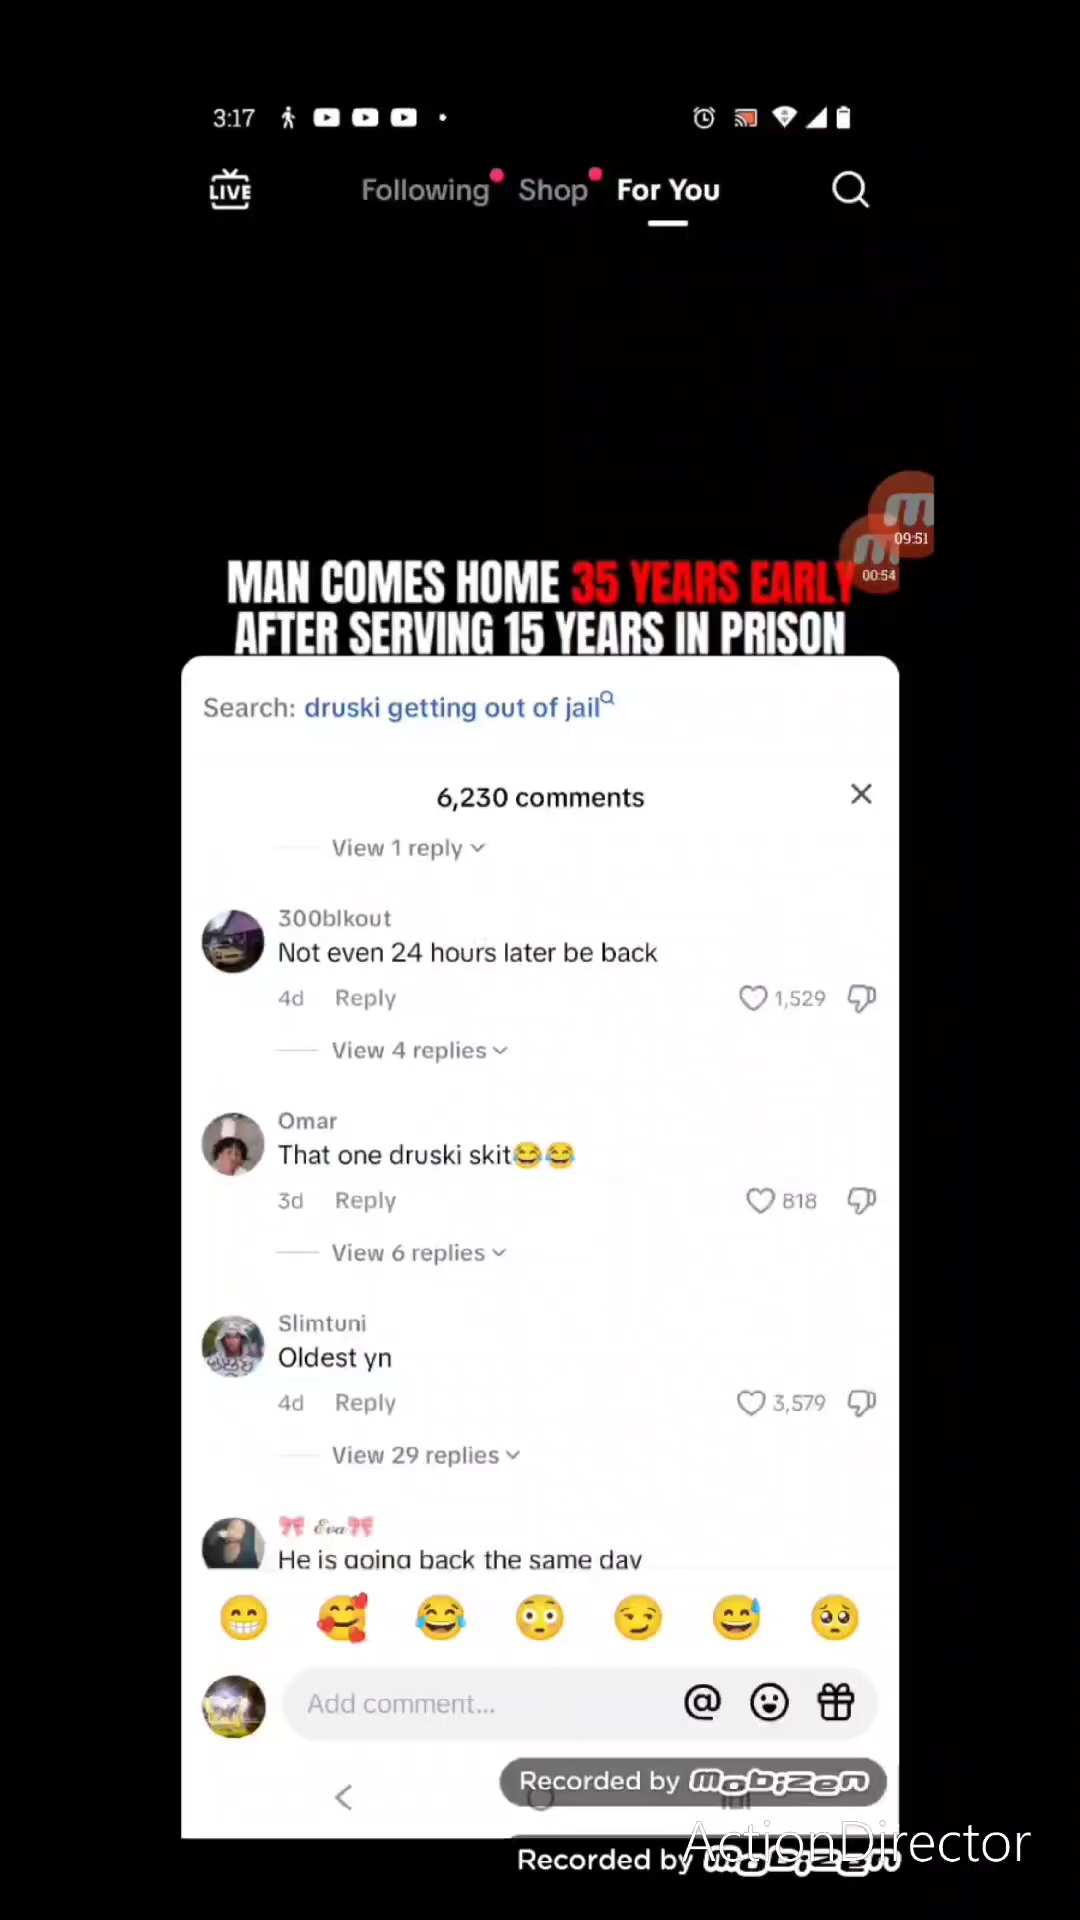 3:17
LIVE
Following Shop For You
09:51
00:54
MAN COMES HOME 35 YEARS EARLY
AFTER SERVING 15 YEARS IN PRISON
Search: druski getting out of jail
6,230 comments
View 1 reply
300blkout
Not even 24 hours later be back
4d Reply 1,529
View 4 replies
Omar
That one druski skit😂😂
3d Reply 818
View 6 replies
Slimtuni
Oldest yn
4d Reply 3,579
View 29 replies
🎀 𝓔𝓿𝓪🎀
He is going back the same day
Add comment...
Recorded by mobizen
ActionDirector
Recorded by mobizen